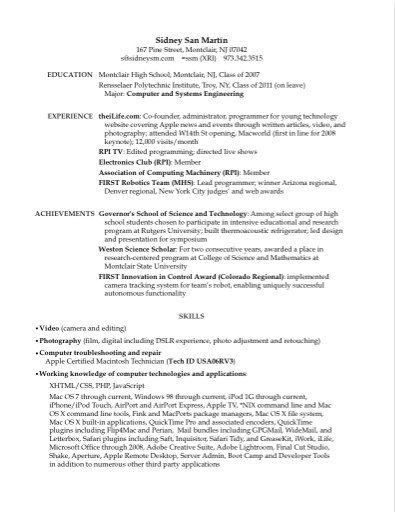 Sidney San Martín
167 Pine Street, Montclair, NJ 07042
s@sidneysm.com =ssm (XRI) 973.342.3515
EDUCATION Montclair High School, Montclair, NJ, Class of 2007
Rensselaer Polytechnic Institute, Troy, NY, Class of 2011 (on leave)
Major: Computer and Systems Engineering
EXPERIENCE theiLife.com: Co-founder, administrator, programmer for young technology
website covering Apple news and events through written articles, video, and
photography; attended W14th St opening, Macworld (first in line for 2008
keynote); 12,000 visits/month
RPI TV: Edited programming; directed live shows
Electronics Club (RPI): Member
Association of Computing Machinery (RPI): Member
FIRST Robotics Team (MHS): Lead programmer; winner Arizona regional,
Denver regional, New York City judges' and web awards
ACHIEVEMENTS Governor's School of Science and Technology: Among select group of high
school students chosen to participate in intensive educational and research
program at Rutgers University; built thermoacoustic refrigerator; led design
and presentation for symposium
Weston Science Scholar: For two consecutive years, awarded a place in
research-centered program at College of Science and Mathematics at
Montclair State University
FIRST Innovation in Control Award (Colorado Regional): implemented
camera tracking system for team's robot, enabling uniquely successful
autonomous functionality
SKILLS
• Video (camera and editing)
• Photography (film, digital including DSLR experience, photo adjustment and retouching)
• Computer troubleshooting and repair
Apple Certified Macintosh Technician (Tech ID USA06RV3)
• Working knowledge of computer technologies and applications:
XHTML/CSS, PHP, JavaScript
Mac OS 7 through current, Windows 98 through current, iPod 1G through current,
iPhone/iPod Touch, AirPort and AirPort Express, Apple TV, *NIX command line and Mac
OS X command line tools, Fink and MacPorts package managers, Mac OS X file system,
Mac OS X built-in applications, QuickTime Pro and associated encoders, QuickTime
plugins including Flip4Mac and Perian, Mail bundles including GPGMail, WideMail, and
Letterbox, Safari plugins including Saft, Inquisitor, Safari Tidy, and GreaseKit, iWork, iLife,
Microsoft Office through 2008, Adobe Creative Suite, Adobe Lightroom, Final Cut Studio,
Shake, Aperture, Apple Remote Desktop, Server Admin, Boot Camp and Developer Tools
in addition to numerous other third party applications